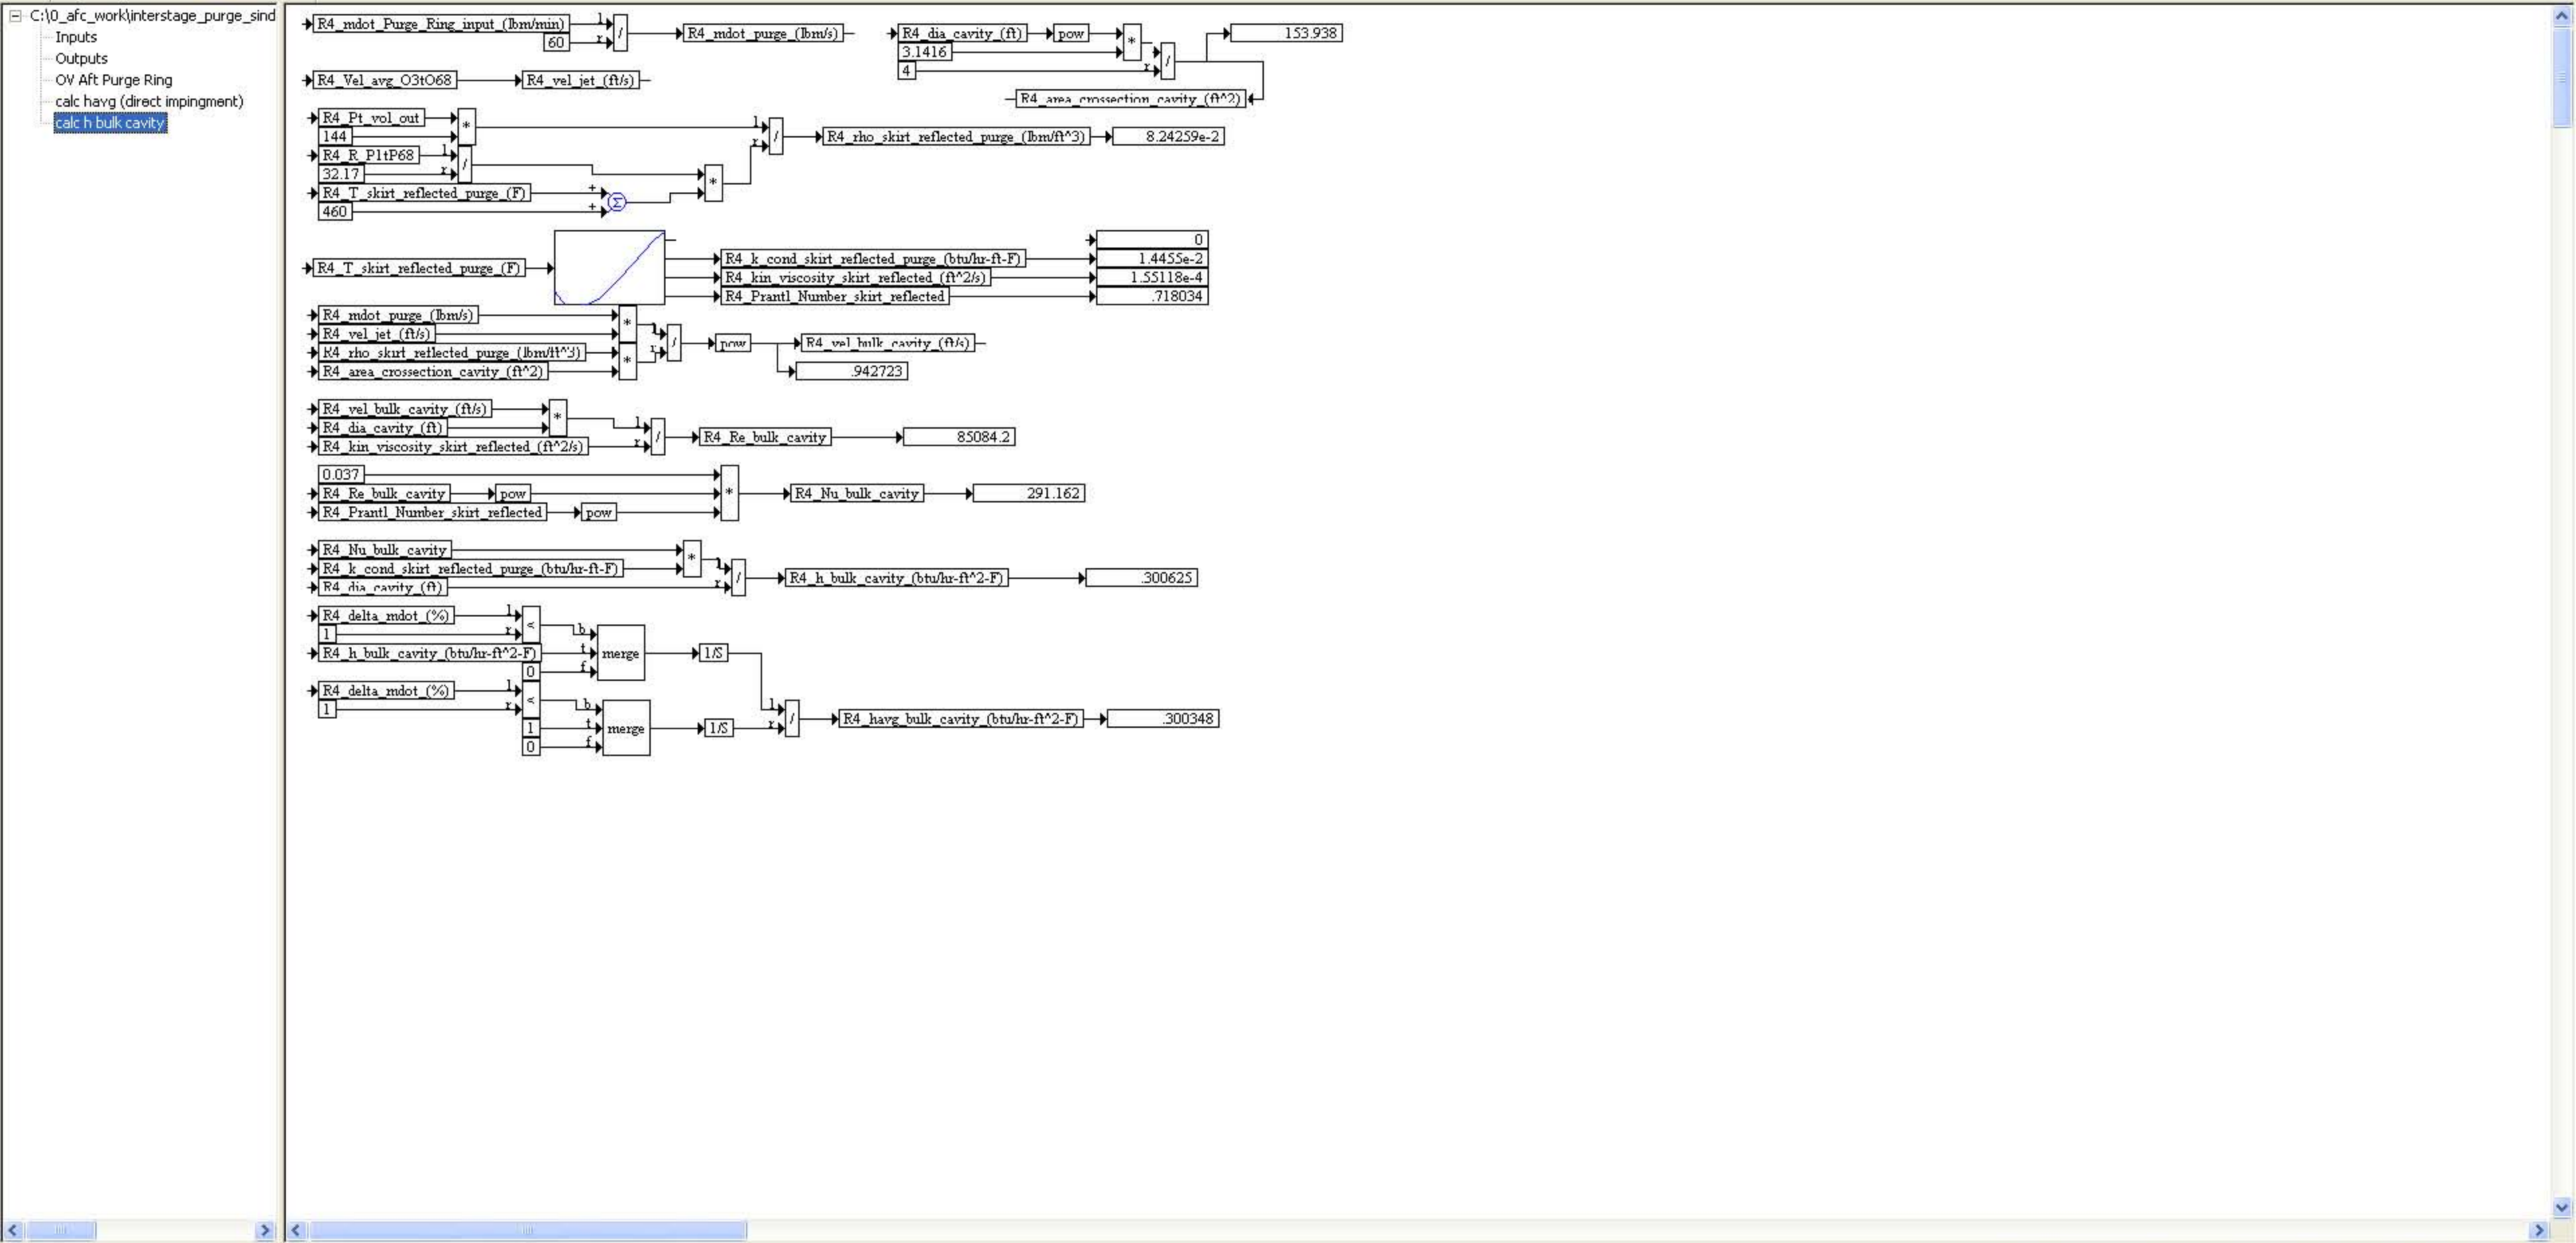 C:\0_afc_work\interstage_purge_sind
Inputs
Outputs
OV Aft Purge Ring
calc havg (direct impingment)
calc h bulk cavity
R4_mdot_Purge_Ring_input_(lbm/min) l / R4_mdot_purge_(lbm/s)
60 r
R4_dia_cavity_(ft) pow * 153.938
3.1416 /
4 r
R4_area_crossection_cavity_(ft^2)
R4_Vel_avg_O3tO68 R4_vel_jet_(ft/s)
R4_Pt_vol_out *
144 l / R4_rho_skirt_reflected_purge_(lbm/ft^3) 8.24259e-2
R4_R_P1tP68 l / r
32.17 r *
R4_T_skirt_reflected_purge_(F) + Σ
460 +
R4_T_skirt_reflected_purge_(F)
0
R4_k_cond_skirt_reflected_purge_(btu/hr-ft-F) 1.4455e-2
R4_kin_viscosity_skirt_reflected_(ft^2/s) 1.55118e-4
R4_Prantl_Number_skirt_reflected .718034
R4_mdot_purge_(lbm/s) *
R4_vel_jet_(ft/s) l / pow R4_vel_bulk_cavity_(ft/s)
R4_rho_skirt_reflected_purge_(lbm/ft^3) * r
R4_area_crossection_cavity_(ft^2) .942723
R4_vel_bulk_cavity_(ft/s) *
R4_dia_cavity_(ft) l / R4_Re_bulk_cavity 85084.2
R4_kin_viscosity_skirt_reflected_(ft^2/s) r
0.037
R4_Re_bulk_cavity pow * R4_Nu_bulk_cavity 291.162
R4_Prantl_Number_skirt_reflected pow
R4_Nu_bulk_cavity *
R4_k_cond_skirt_reflected_purge_(btu/hr-ft-F) l / R4_h_bulk_cavity_(btu/hr-ft^2-F) .300625
R4_dia_cavity_(ft) r
R4_delta_mdot_(%) l <
1 r b
R4_h_bulk_cavity_(btu/hr-ft^2-F) t merge 1/S
0 f
R4_delta_mdot_(%) l <
1 r b l / R4_havg_bulk_cavity_(btu/hr-ft^2-F) .300348
1 t merge 1/S r
0 f